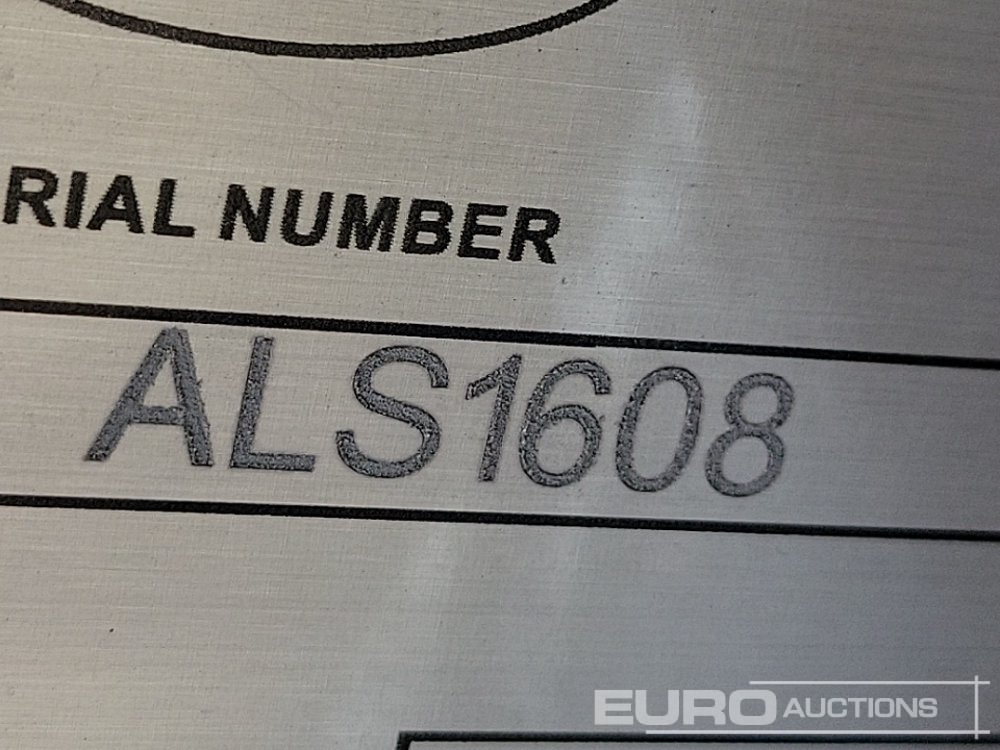 RIAL NUMBER
ALS1608
EURO AUCTIONS